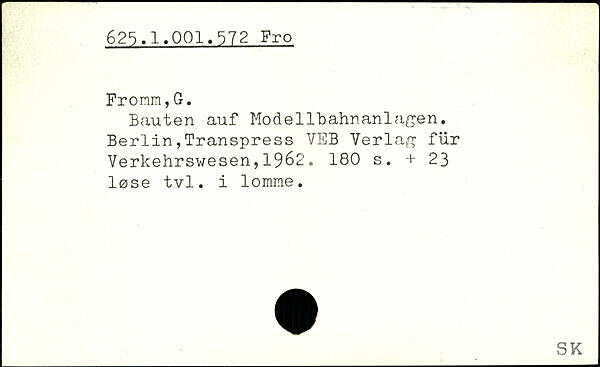 625.1.001.572 Fro
Fromm,G.
Bauten auf Modellbahnanlagen.
Berlin,Transpress VEB Verlag für
Verkehrswesen,1962. 180 s. + 23
løse tvl. i lomme.
SK